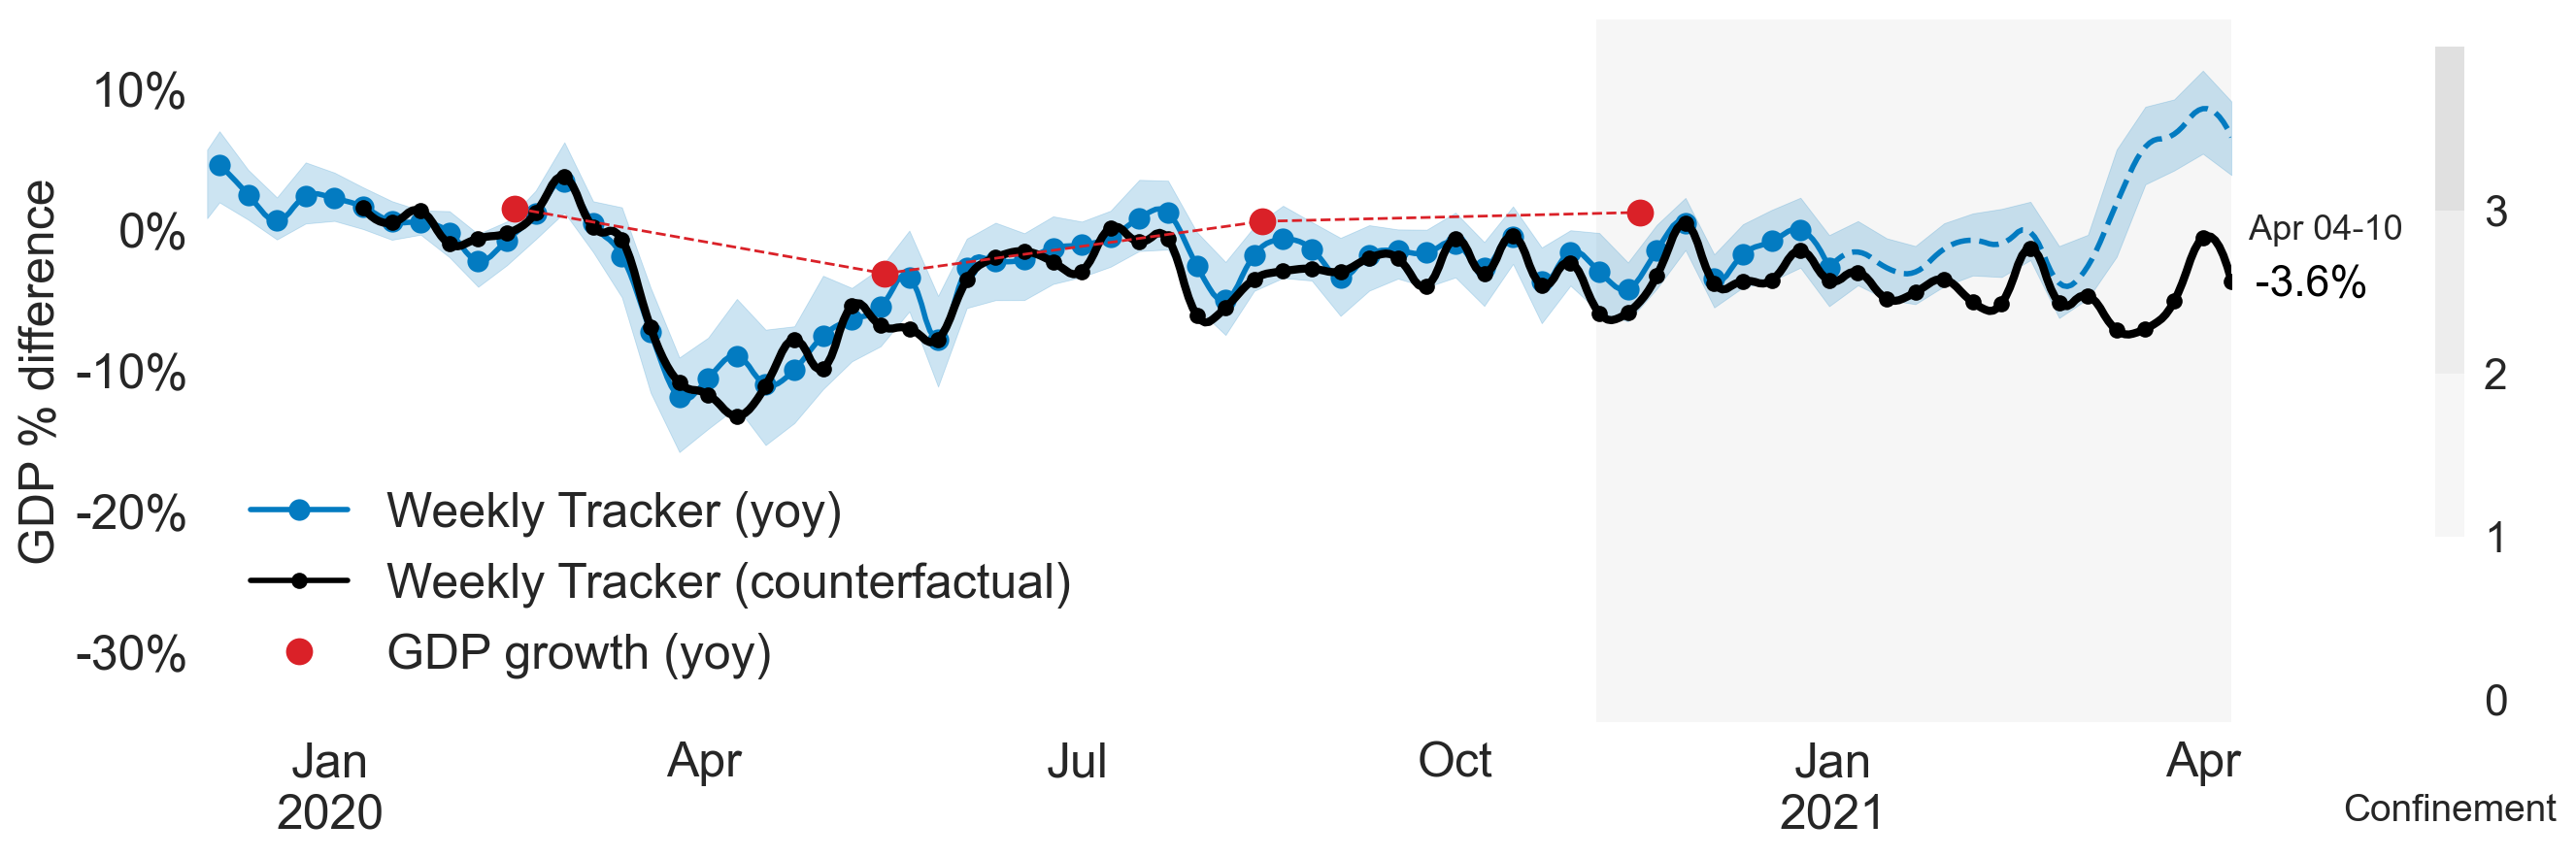 GDP % difference
10%
0%
-10%
-20%
-30%
Weekly Tracker (yoy)
Weekly Tracker (counterfactual)
GDP growth (yoy)
Jan
2020
Apr
Jul
Oct
Jan
2021
Apr
Apr 04-10
-3.6%
3
2
1
0
Confinement